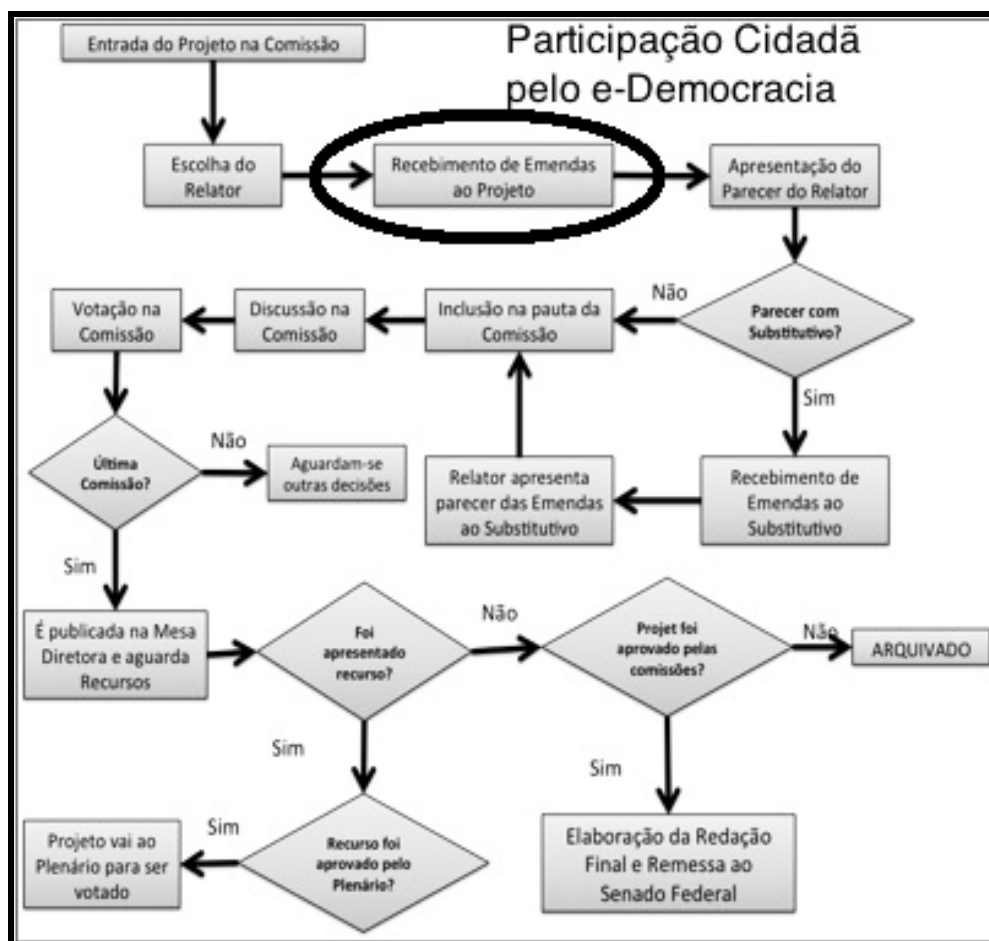 Participação Cidadã
pelo e-Democracia
Entrada do Projeto na Comissão
Escolha do
Relator
Recebimento de Emendas
ao Projeto
Apresentação do
Parecer do Relator
Parecer com
Substitutivo?
Não
Sim
Inclusão na pauta da
Comissão
Discussão na
Comissão
Votação na
Comissão
Recebimento de
Emendas ao
Substitutivo
Relator apresenta
parecer das Emendas
ao Substitutivo
Última
Comissão?
Não
Aguardam-se
outras decisões
Sim
É publicada na Mesa
Diretora e aguarda
Recursos
Foi
apresentado
recurso?
Não
Projet foi
aprovado pelas
comissões?
Não
ARQUIVADO
Sim
Sim
Recurso foi
aprovado pelo
Plenário?
Sim
Projeto vai ao
Plenário para ser
votado
Elaboração da Redação
Final e Remessa ao
Senado Federal